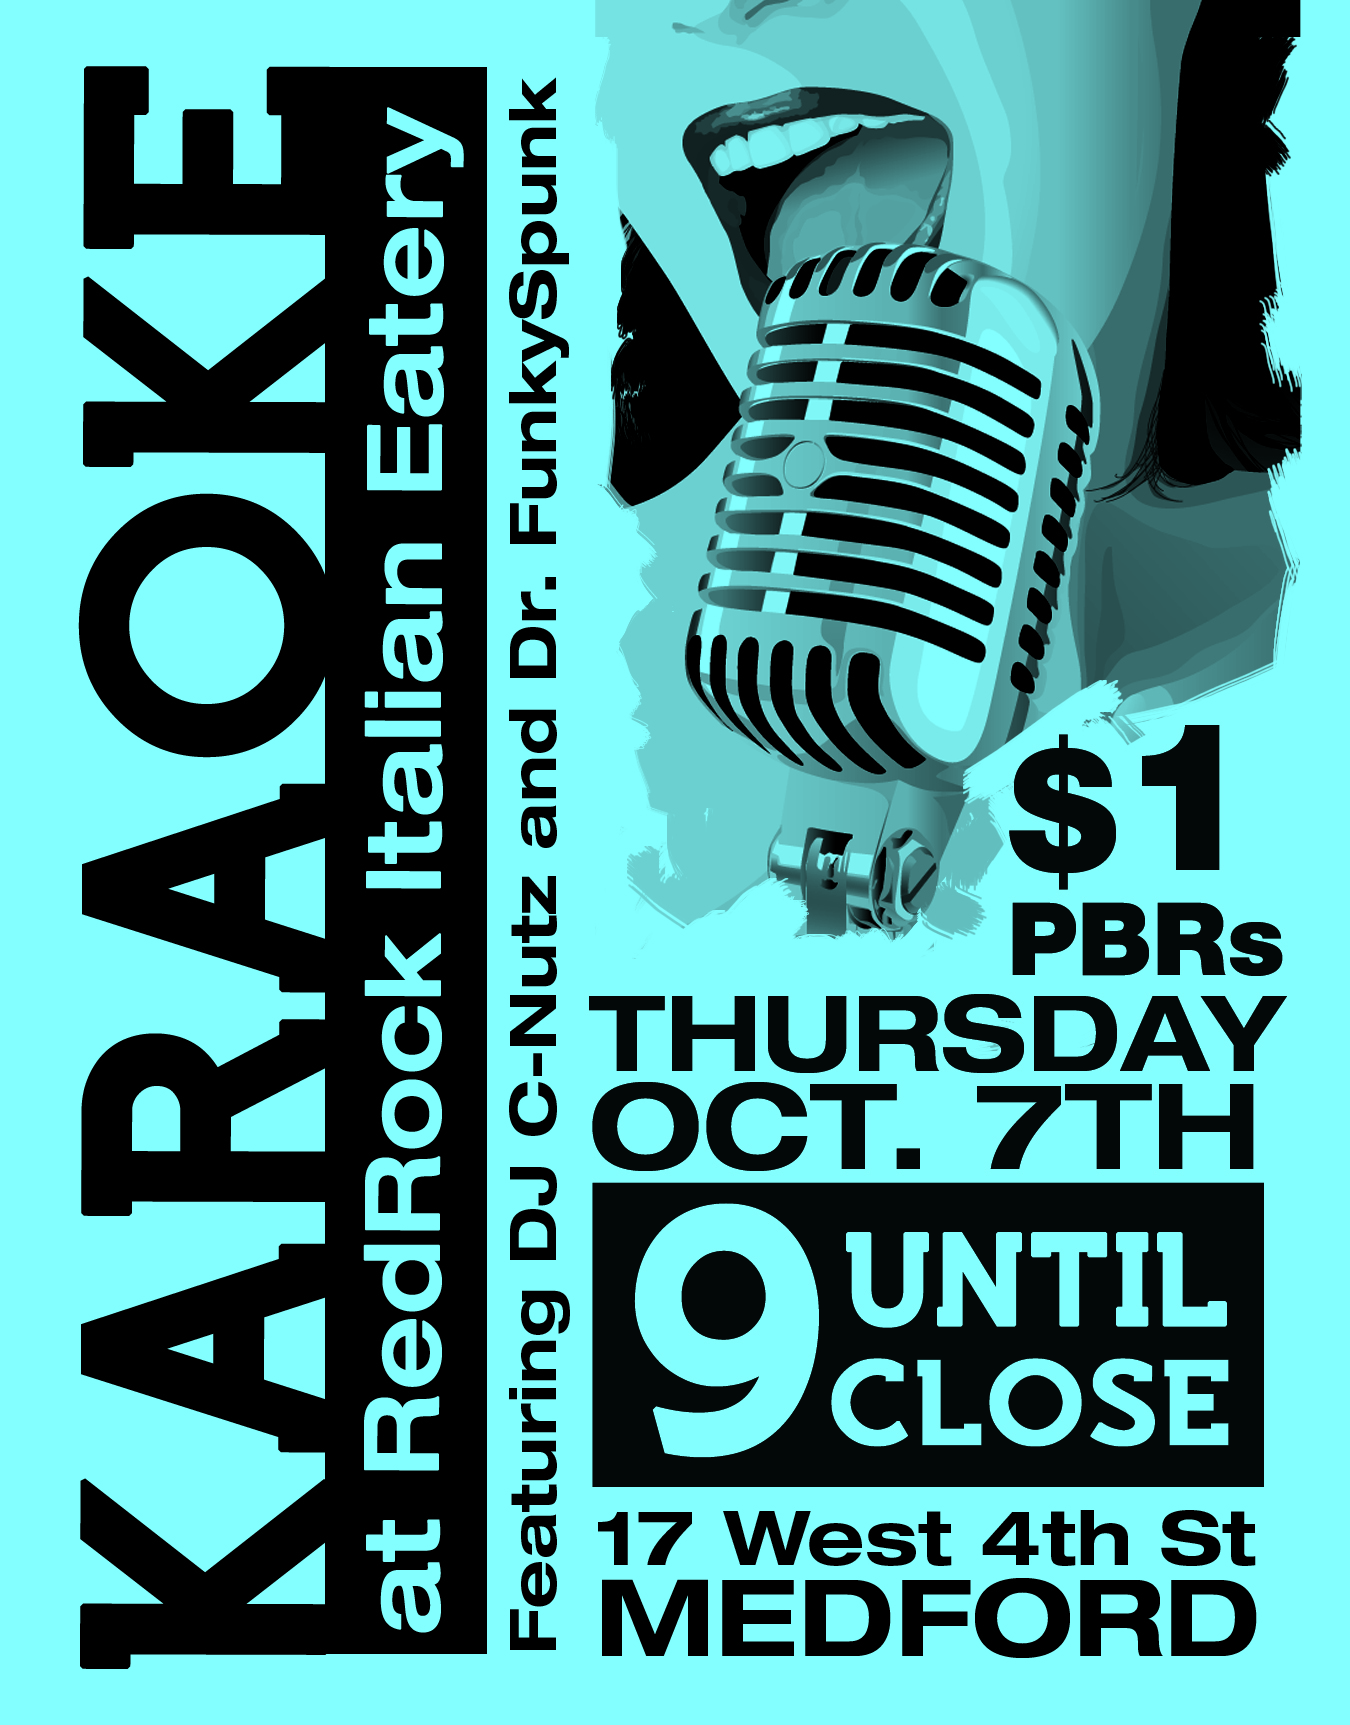 KARAOKE
at RedRock Italian Eatery
Featuring DJ C-Nutz and Dr. FunkySpunk
$1
PBRs
THURSDAY
OCT. 7TH
9 UNTIL
CLOSE
17 West 4th St
MEDFORD